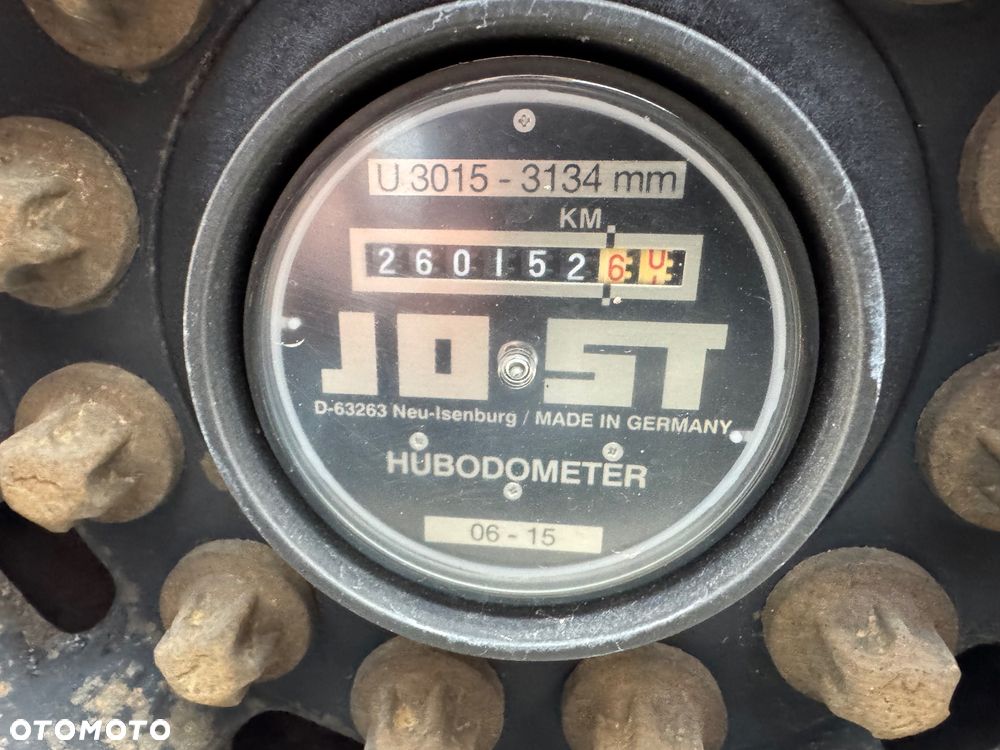 U 3015 - 3134 mm
KM
2601526
JOST
D-63263 Neu-Isenburg / MADE IN GERMANY
HUBODOMETER
06 - 15
OTOMOTO